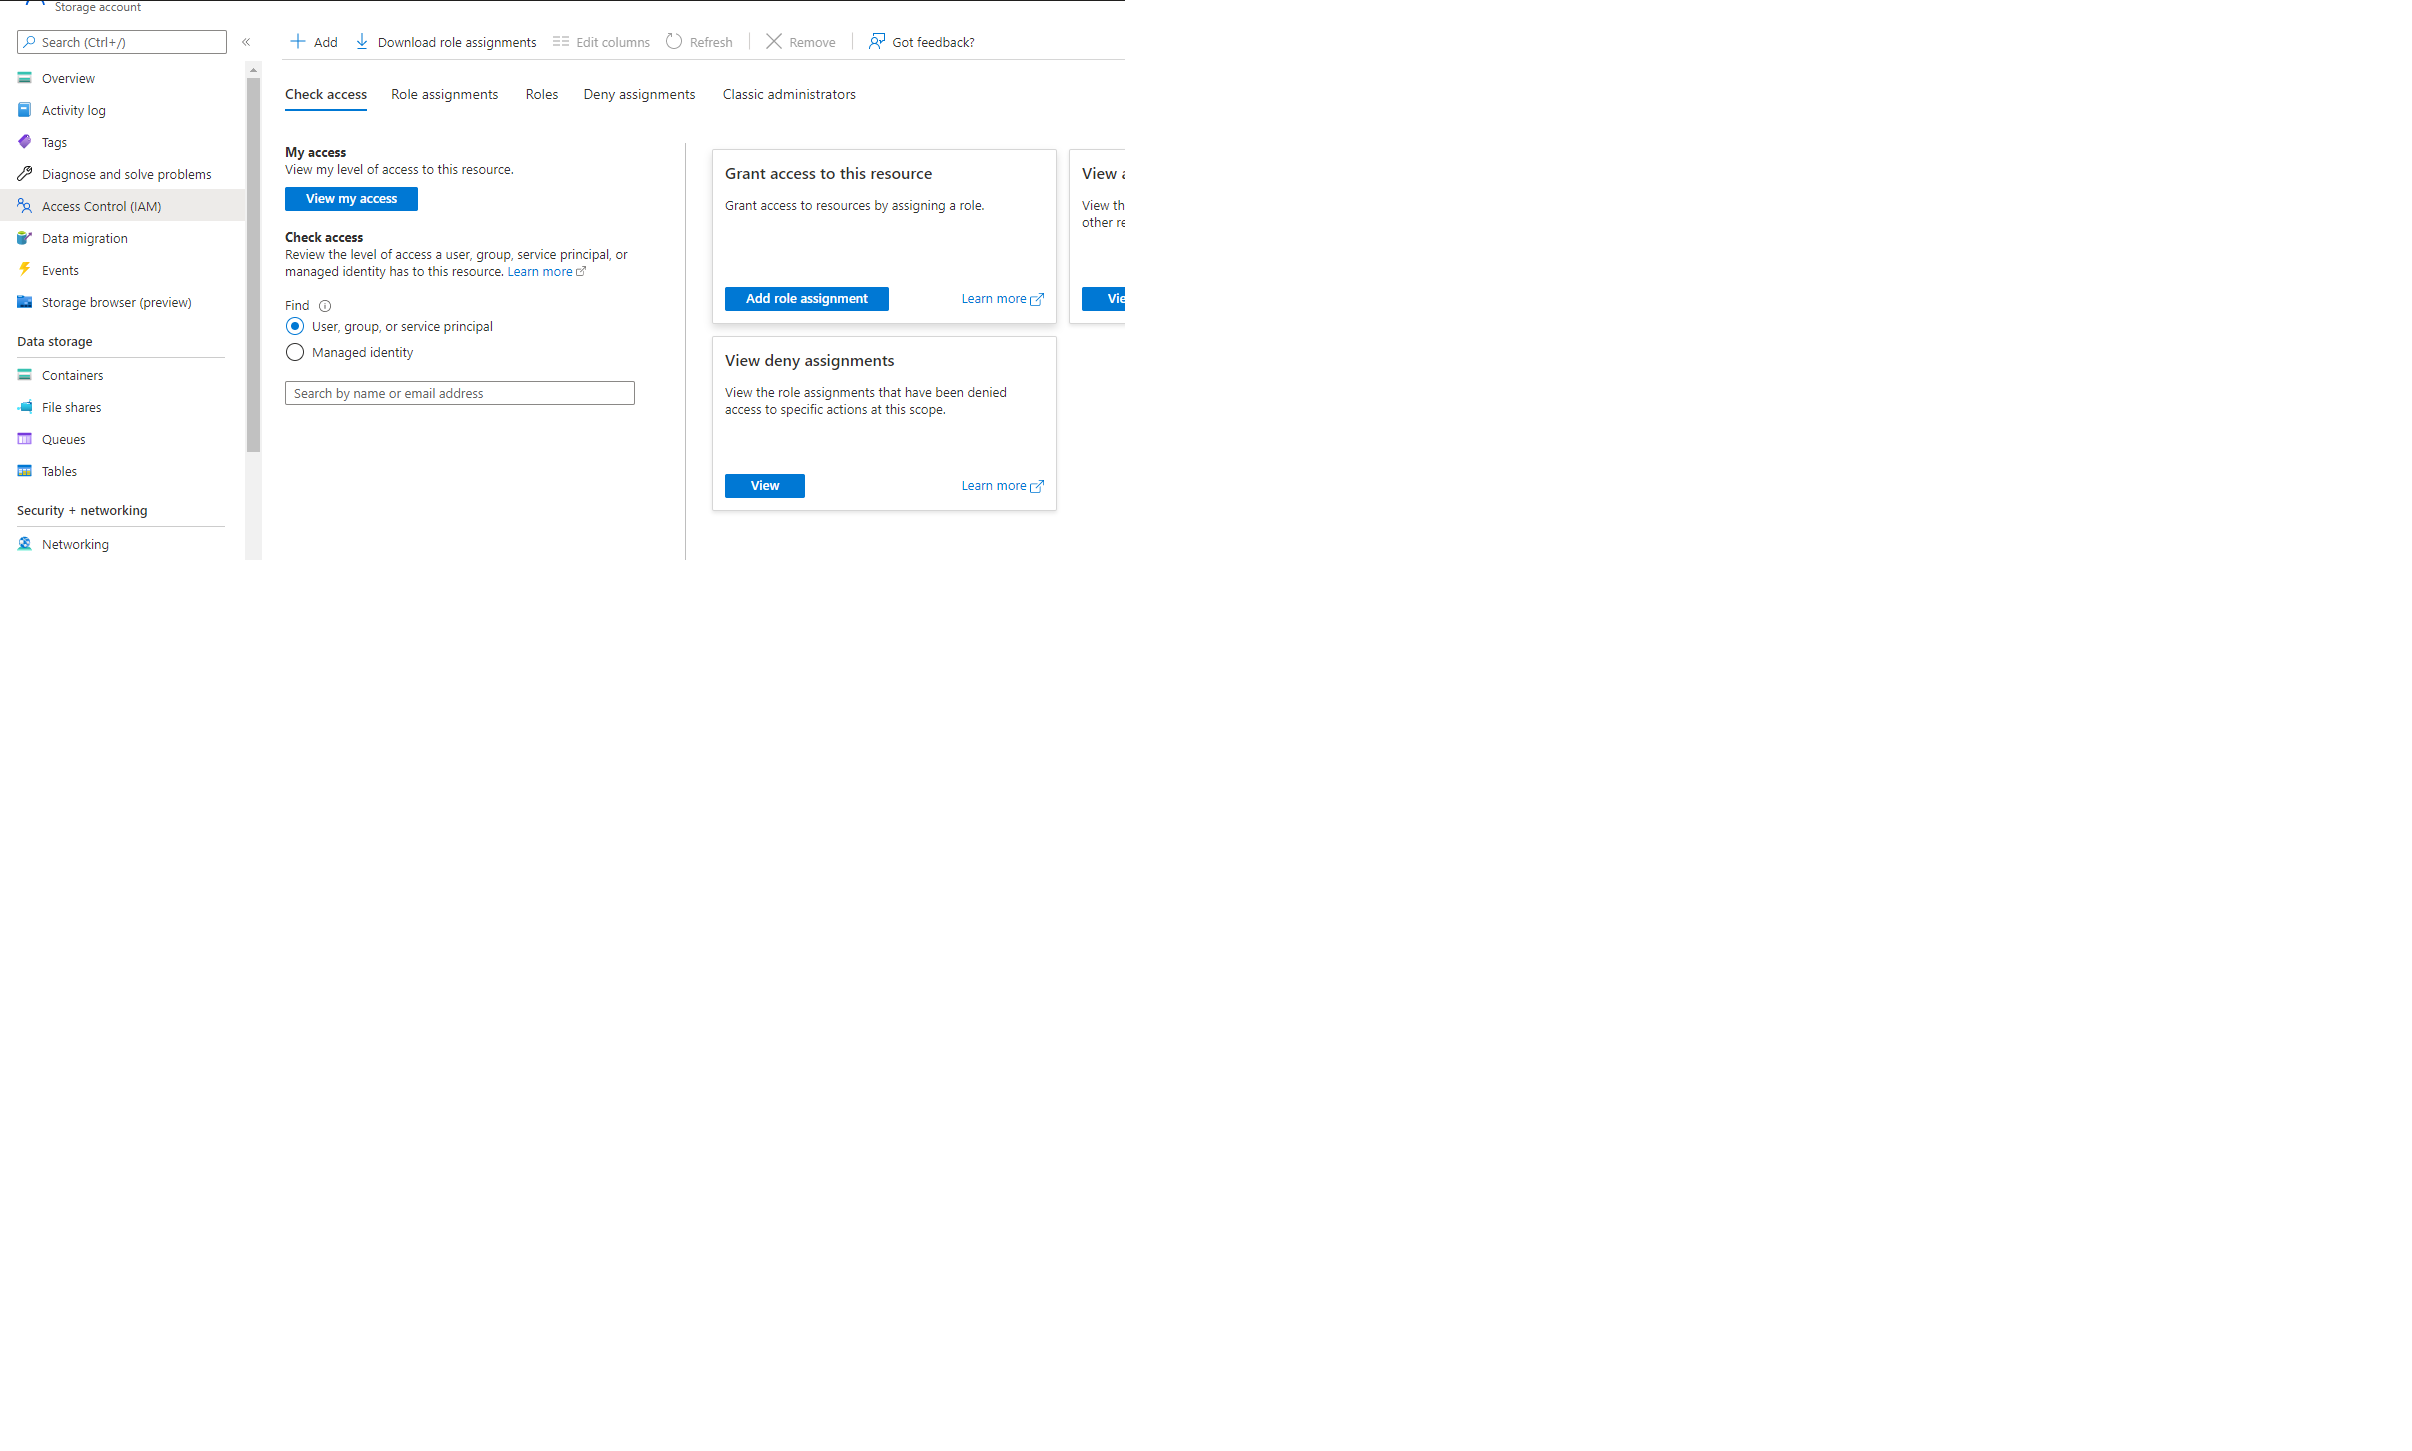 Storage account
Search (Ctrl+/)
«
Add
Download role assignments
Edit columns
Refresh
Remove
Got feedback?
Overview
Activity log
Tags
Diagnose and solve problems
Access Control (IAM)
Data migration
Events
Storage browser (preview)
Data storage
Containers
File shares
Queues
Tables
Security + networking
Networking
Check access
Role assignments
Roles
Deny assignments
Classic administrators
My access
View my level of access to this resource.
View my access
Check access
Review the level of access a user, group, service principal, or
managed identity has to this resource. Learn more
Find
User, group, or service principal
Managed identity
Search by name or email address
Grant access to this resource
Grant access to resources by assigning a role.
Add role assignment
Learn more
View deny assignments
View the role assignments that have been denied
access to specific actions at this scope.
View
Learn more
View
View
other